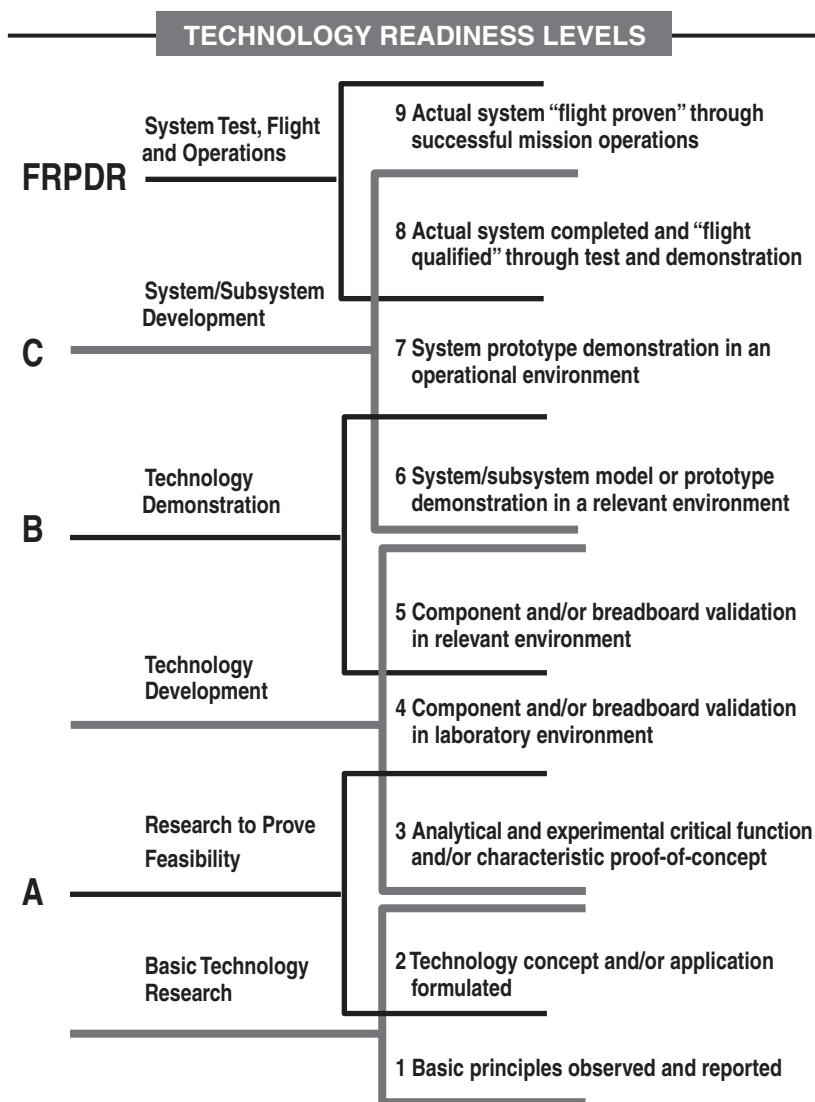 TECHNOLOGY READINESS LEVELS
System Test, Flight
and Operations
FRPDR
9 Actual system “flight proven” through
successful mission operations
8 Actual system completed and “flight
qualified” through test and demonstration
System/Subsystem
Development
C
7 System prototype demonstration in an
operational environment
Technology
Demonstration
B
6 System/subsystem model or prototype
demonstration in a relevant environment
5 Component and/or breadboard validation
in relevant environment
Technology
Development
4 Component and/or breadboard validation
in laboratory environment
Research to Prove
Feasibility
A
3 Analytical and experimental critical function
and/or characteristic proof-of-concept
Basic Technology
Research
2 Technology concept and/or application
formulated
1 Basic principles observed and reported